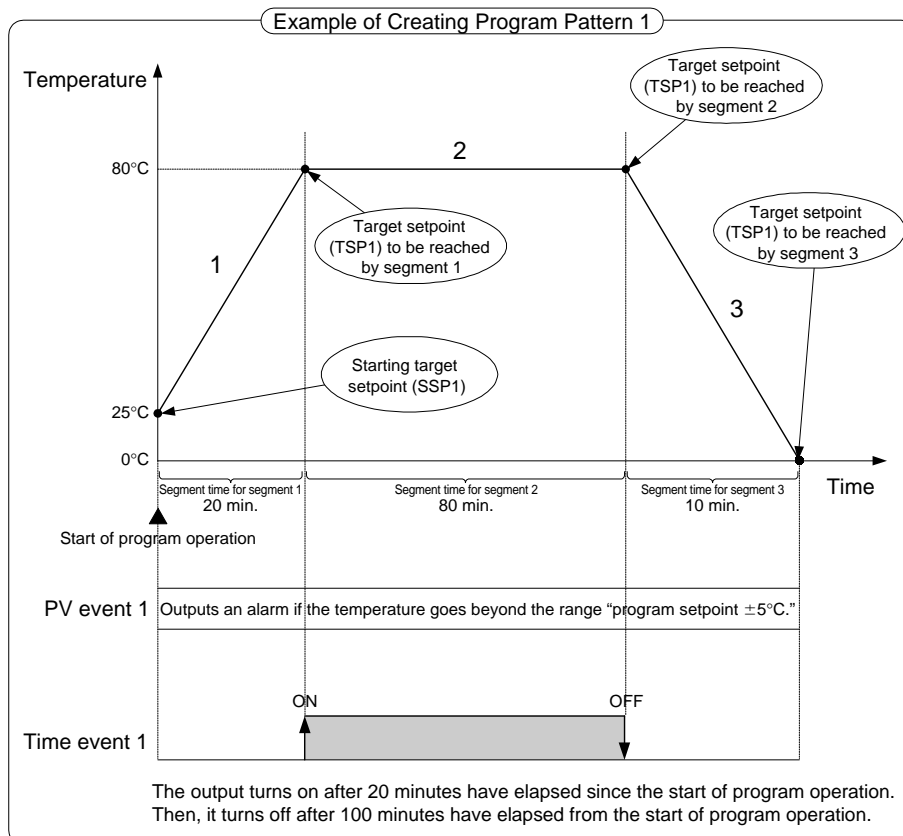 Example of Creating Program Pattern 1
Temperature
Target setpoint
(TSP1) to be reached
by segment 2
2
80°C
Target setpoint
(TSP1) to be reached
by segment 1
Target setpoint
(TSP1) to be reached
by segment 3
1
3
Starting target
setpoint (SSP1)
25°C
0°C
Segment time for segment 1
20 min.
Segment time for segment 2
80 min.
Segment time for segment 3
10 min.
Time
Start of program operation
PV event 1
Outputs an alarm if the temperature goes beyond the range “program setpoint ±5°C.”
ON
OFF
Time event 1
The output turns on after 20 minutes have elapsed since the start of program operation.
Then, it turns off after 100 minutes have elapsed from the start of program operation.